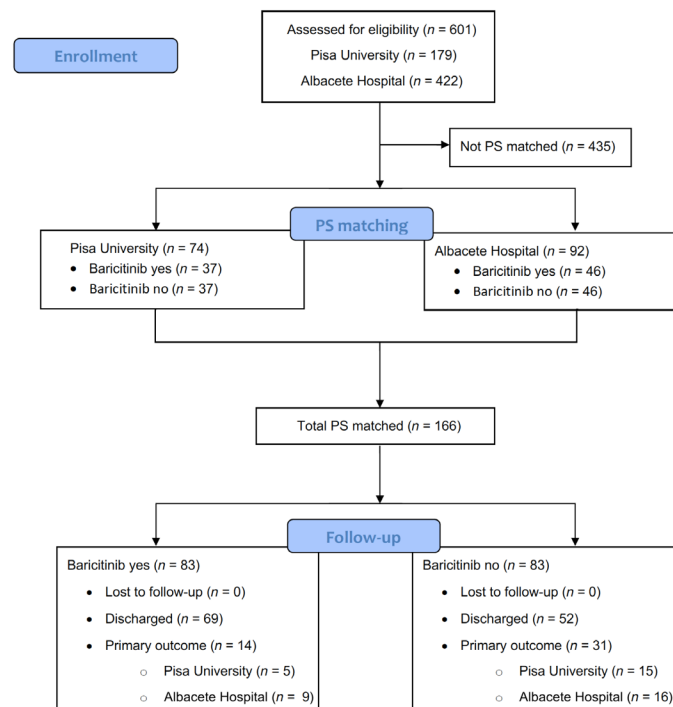 Assessed for eligibility (n = 601)
Pisa University (n = 179)
Albacete Hospital (n = 422)
Enrollment
Not PS matched (n = 435)
PS matching
Pisa University (n = 74)
• Baricitinib yes (n = 37)
• Baricitinib no (n = 37)
Albacete Hospital (n = 92)
• Baricitinib yes (n = 46)
• Baricitinib no (n = 46)
Total PS matched (n = 166)
Follow-up
Baricitinib yes (n = 83)
• Lost to follow-up (n = 0)
• Discharged (n = 69)
• Primary outcome (n = 14)
○ Pisa University (n = 5)
○ Albacete Hospital (n = 9)
Baricitinib no (n = 83)
• Lost to follow-up (n = 0)
• Discharged (n = 52)
• Primary outcome (n = 31)
○ Pisa University (n = 15)
○ Albacete Hospital (n = 16)